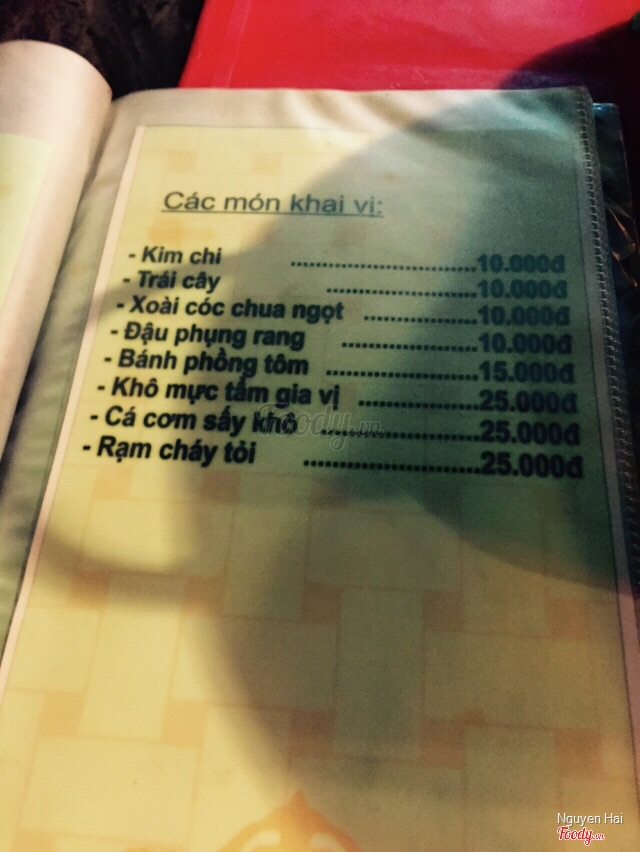 Các món khai vị:
- Kim chi ..............................10.000đ
- Trái cây ........................10.000đ
- Xoài cóc chua ngọt ..................10.000đ
- Đậu phụng rang .....................10.000đ
- Bánh phồng tôm ........................15.000đ
- Khô mực tẩm gia vị ...................25.000đ
- Cá cơm sấy khô .........................25.000đ
- Rạm cháy tỏi ............................25.000đ
Foody.vn
Nguyen Hai
Foody.vn